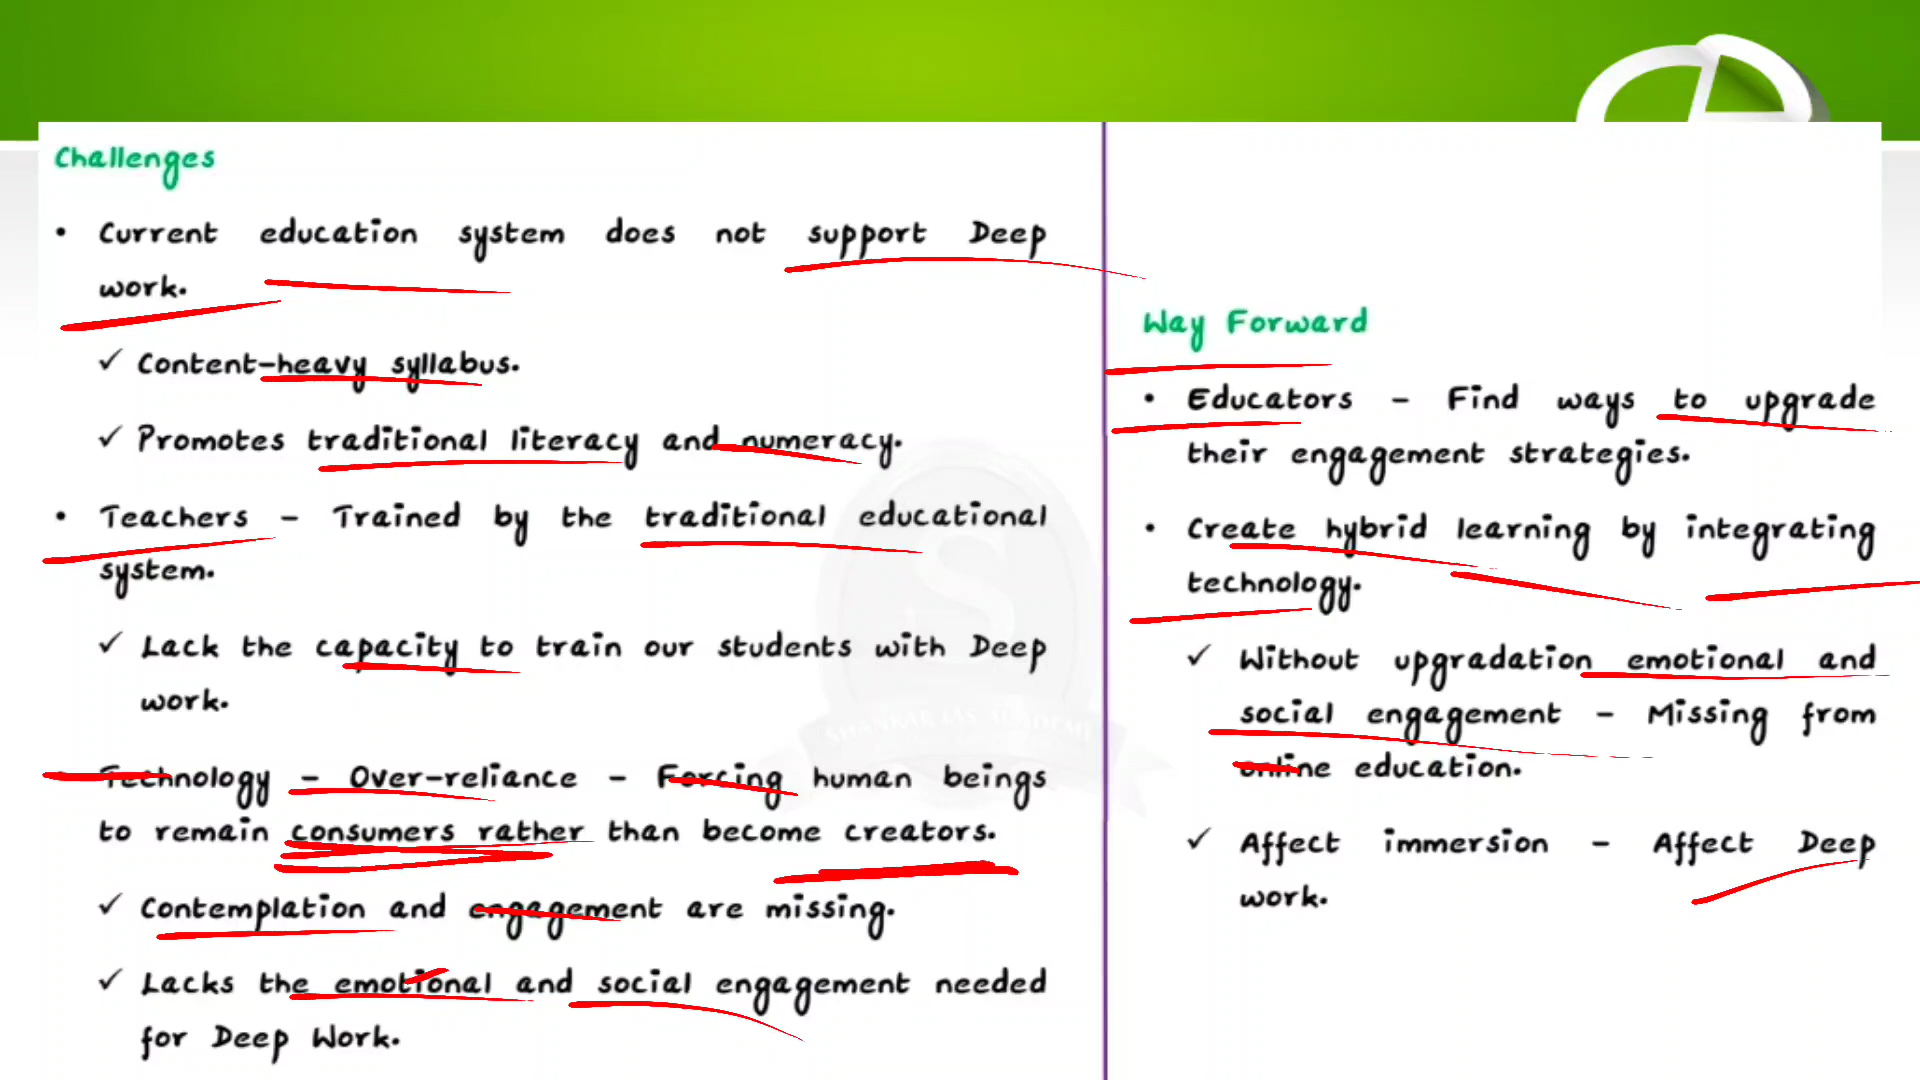 Challenges
• Current education system does not support Deep
work.
✓ Content-heavy syllabus.
✓ Promotes traditional literacy and numeracy.
• Teachers – Trained by the traditional educational
system.
✓ Lack the capacity to train our students with Deep
work.
• Technology – Over-reliance – Forcing human beings
to remain consumers rather than become creators.
✓ Contemplation and engagement are missing.
✓ Lacks the emotional and social engagement needed
for Deep Work.
Way Forward
• Educators – Find ways to upgrade
their engagement strategies.
• Create hybrid learning by integrating
technology.
✓ Without upgradation emotional and
social engagement – Missing from
online education.
✓ Affect immersion – Affect Deep
work.
SHANKAR IAS ACADEMY